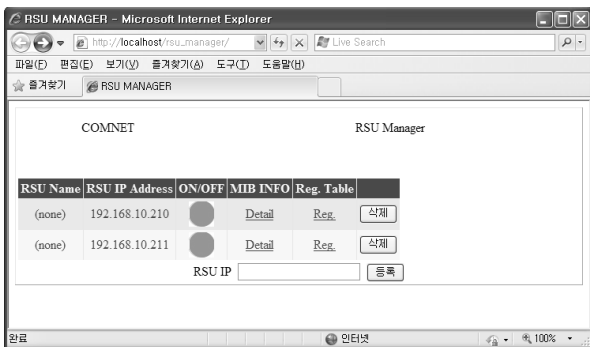 RSU MANAGER - Microsoft Internet Explorer
http://localhost/rsu_manager/ Live Search
파일(F) 편집(E) 보기(V) 즐겨찾기(A) 도구(T) 도움말(H)
즐겨찾기 RSU MANAGER
COMNET RSU Manager
RSU Name RSU IP Address ON/OFF MIB INFO Reg. Table
(none) 192.168.10.210 Detail Reg. 삭제
(none) 192.168.10.211 Detail Reg. 삭제
RSU IP 등록
완료 인터넷 100%